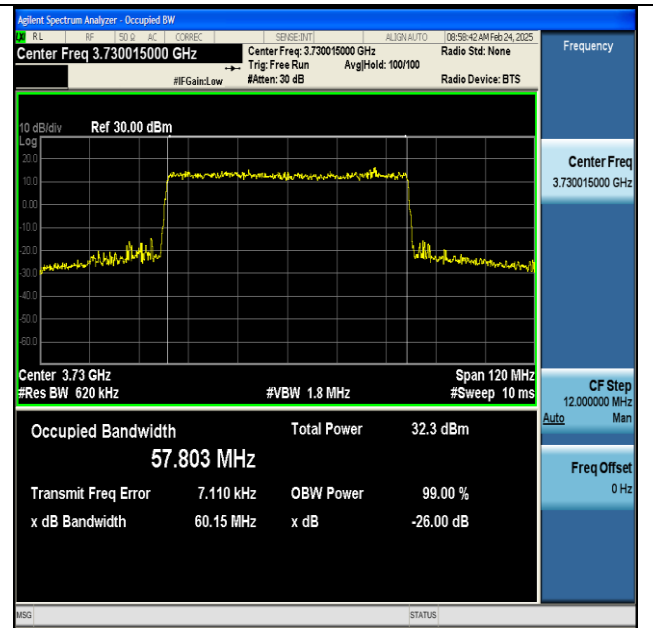 Agilent Spectrum Analyzer - Occupied BW
LXI RL RF 50 Ω AC CORREC SENSE:INT ALIGN AUTO 08:58:42 AM Feb 24, 2025
Center Freq 3.730015000 GHz Center Freq: 3.730015000 GHz Radio Std: None Frequency
Trig: Free Run Avg|Hold: 100/100
#IFGain:Low #Atten: 30 dB Radio Device: BTS
10 dB/div Ref 30.00 dBm
Log
20.0
10.0
0.00
-10.0
-20.0
-30.0
-40.0
-50.0
-60.0
Center Freq
3.730015000 GHz
Center 3.73 GHz Span 120 MHz
#Res BW 620 kHz #VBW 1.8 MHz #Sweep 10 ms
CF Step
12.000000 MHz
Auto Man
Occupied Bandwidth Total Power 32.3 dBm
57.803 MHz
Freq Offset
0 Hz
Transmit Freq Error 7.110 kHz OBW Power 99.00 %
x dB Bandwidth 60.15 MHz x dB -26.00 dB
MSG STATUS